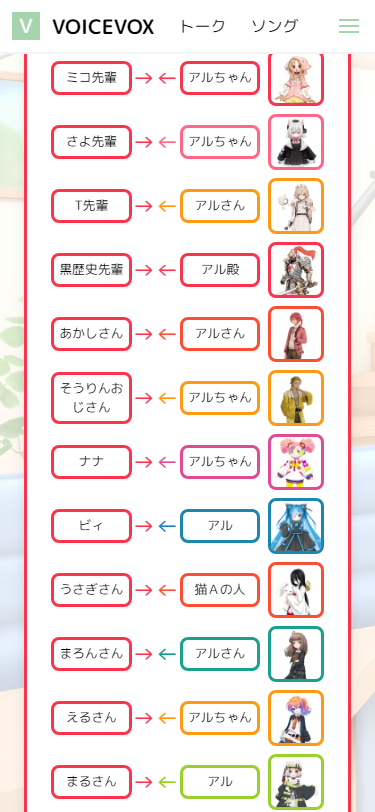 V VOICEVOX トーク ソング
ミコ先輩 → ← アルちゃん
さよ先輩 → ← アルちゃん
T先輩 → ← アルさん
黒歴史先輩 → ← アル殿
あかしさん → ← アルさん
そうりんお
じさん → ← アルちゃん
ナナ → ← アルちゃん
ビィ → ← アル
うさぎさん → ← 猫Aの人
まろんさん → ← アルさん
えるさん → ← アルちゃん
まるさん → ← アル